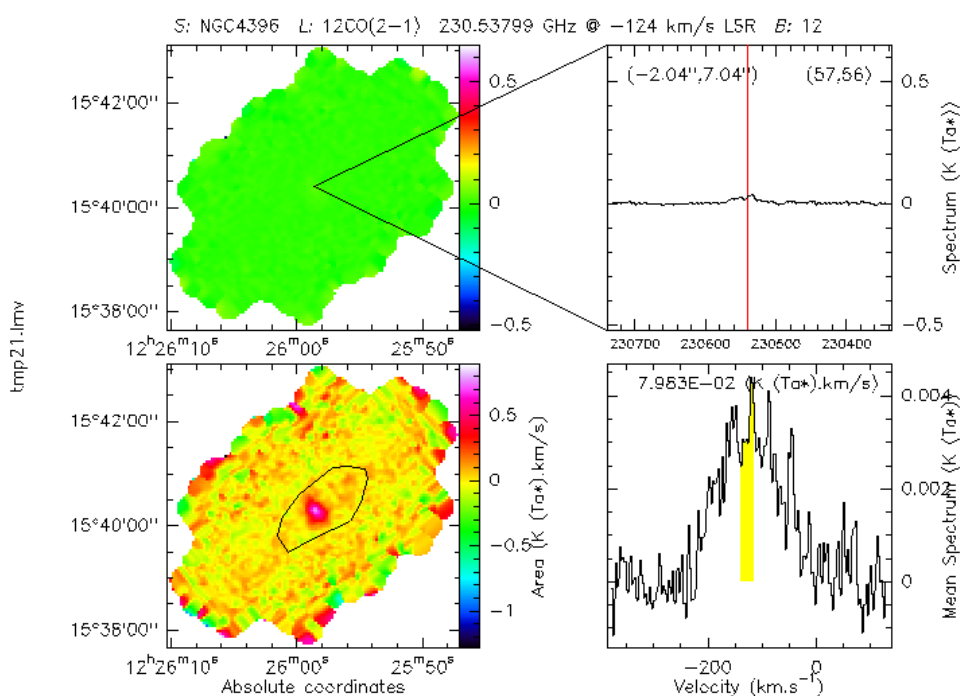 S: NGC4396 L: 12CO(2-1) 230.53799 GHz @ -124 km/s LSR B: 12
15°42'00"
15°40'00"
15°38'00"
12h26m10s 26m00s 25m50s
0.5
0
-0.5
(-2.04",7.04") (57,56)
0.5
0
-0.5
Spectrum (K (Ta*))
230700 230600 230500 230400
tmp21.lmv
15°42'00"
15°40'00"
15°38'00"
12h26m10s 26m00s 25m50s
Absolute coordinates
0.5
0
-0.5
-1
Area (K (Ta*).km/s)
7.983E-02 (K (Ta*).km/s)
0.004
0.002
0
Mean Spectrum (K (Ta*))
-200 0
Velocity (km.s-1)